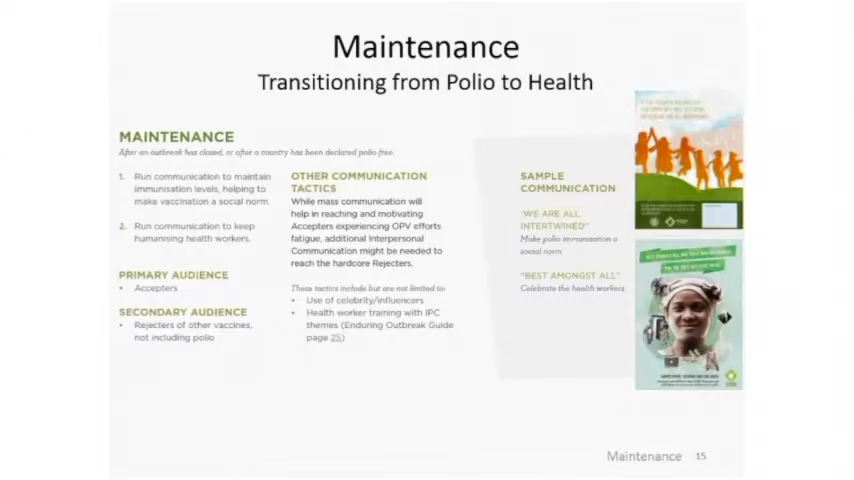 Maintenance
Transitioning from Polio to Health
MAINTENANCE
After an outbreak has closed, or after a country has been declared polio free.
1. Run communication to maintain
immunisation levels, helping to
make vaccination a social norm.
2. Run communication to keep
humanising health workers.
PRIMARY AUDIENCE
• Accepters
SECONDARY AUDIENCE
• Rejecters of other vaccines,
not including polio
OTHER COMMUNICATION
TACTICS
While mass communication will
help in reaching and motivating
Accepters experiencing OPV efforts
fatigue, additional Interpersonal
Communication might be needed to
reach the hardcore Rejecters.
These tactics include but are not limited to:
• Use of celebrity/influencers
• Health worker training with IPC
themes (Enduring Outbreak Guide
page 25)
SAMPLE
COMMUNICATION
"WE ARE ALL
INTERTWINED"
Make polio immunisation a
social norm
"BEST AMONGST ALL"
Celebrate the health workers
Maintenance 15